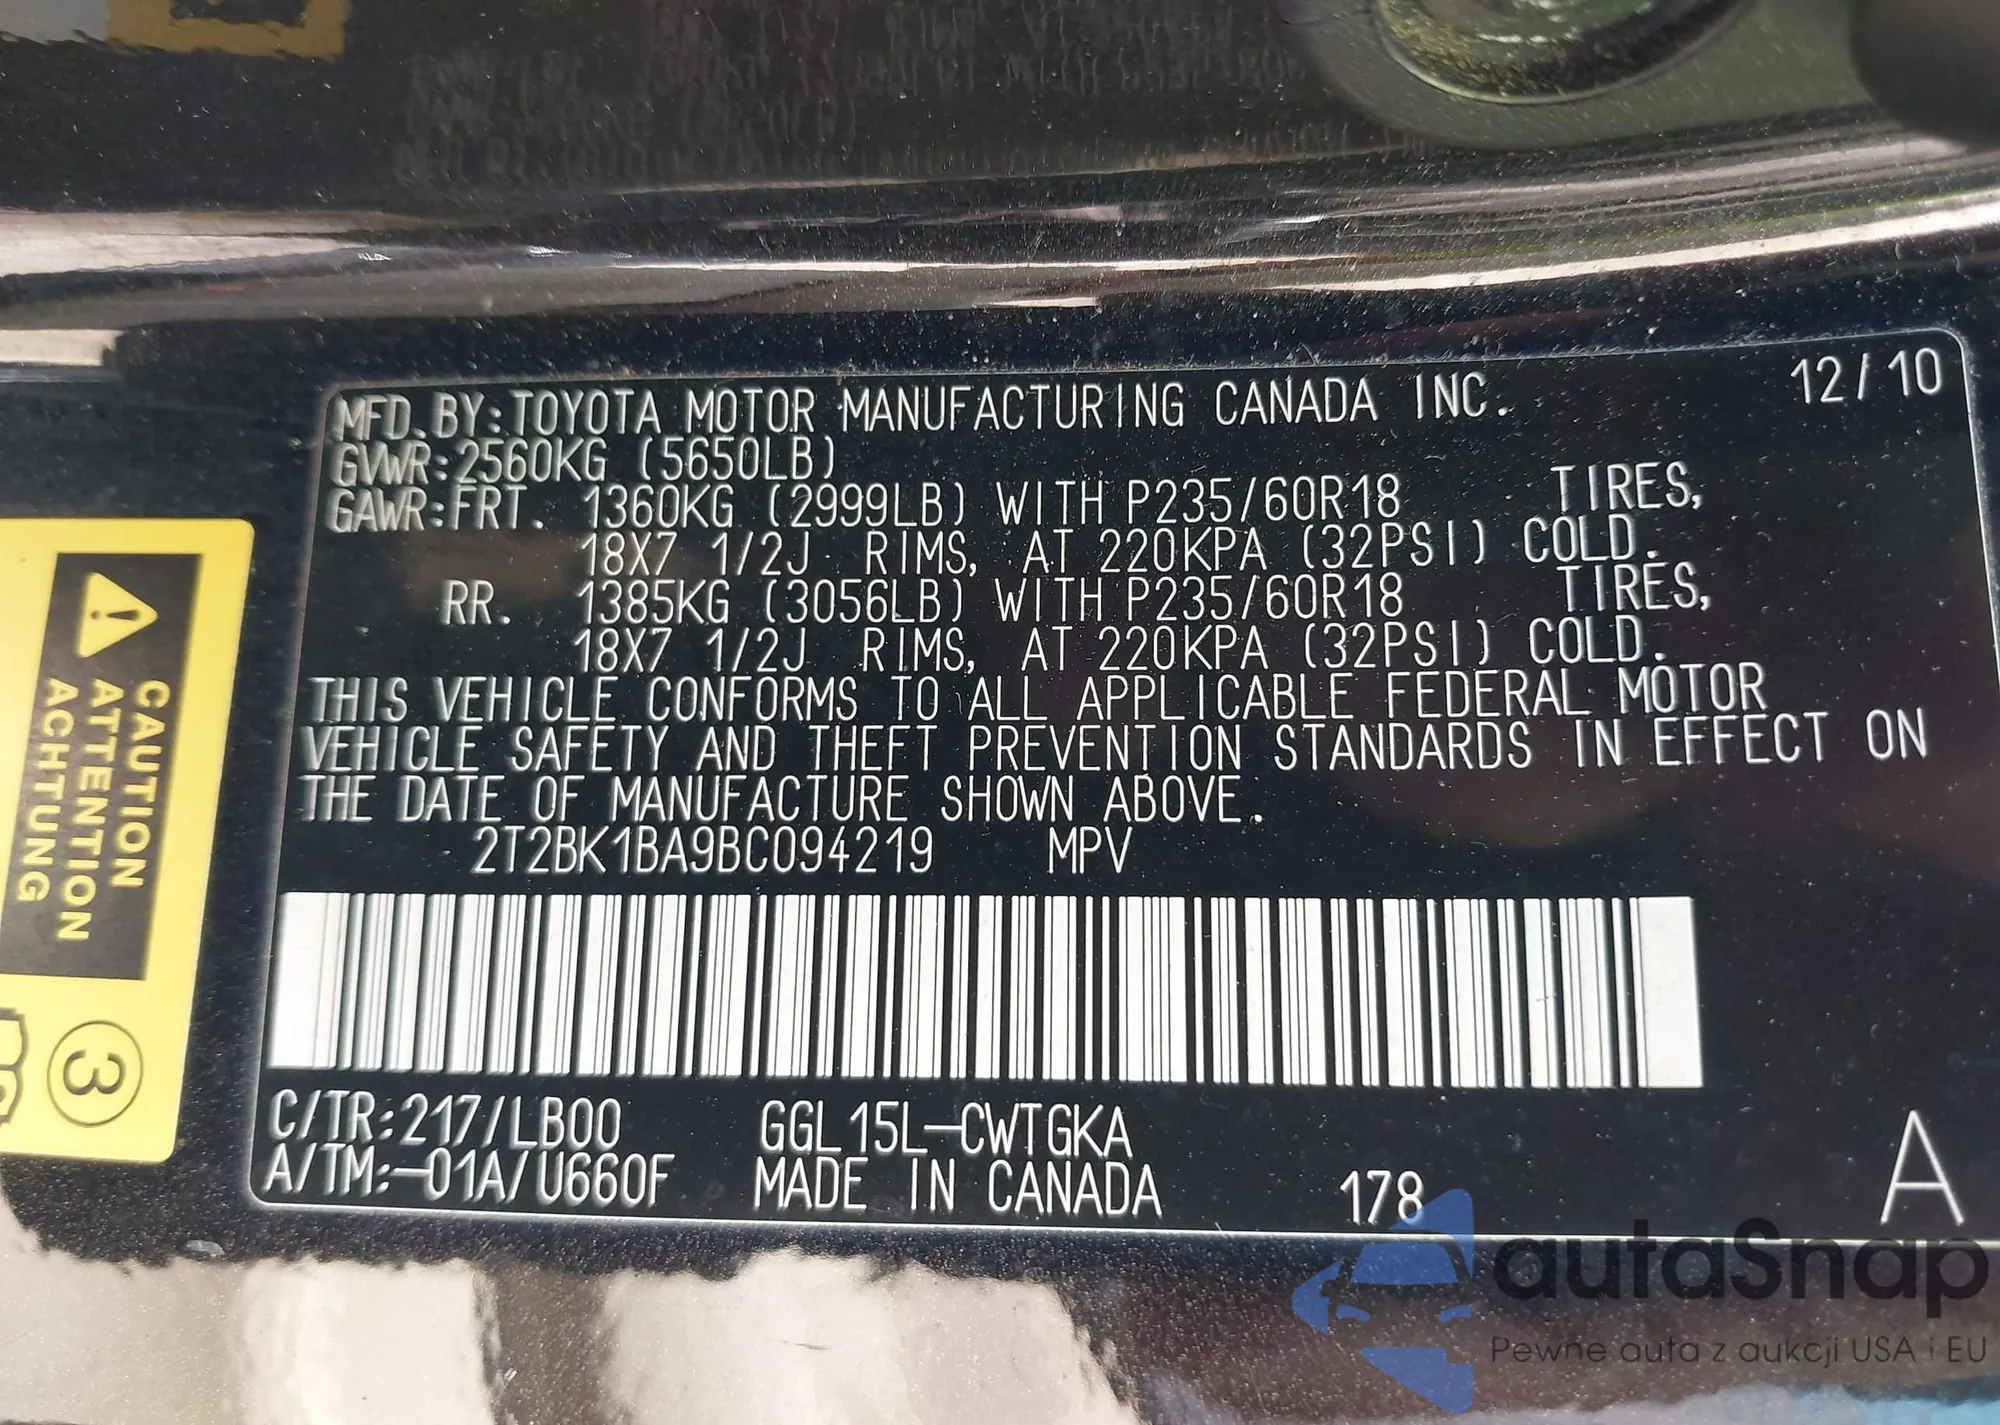 MFD. BY: TOYOTA MOTOR MANUFACTURING CANADA INC. 12/10
GVWR: 2560KG (5650LB)
GAWR: FRT. 1360KG (2999LB) WITH P235/60R18 TIRES,
18X7 1/2J RIMS, AT 220KPA (32PSI) COLD.
RR. 1385KG (3056LB) WITH P235/60R18 TIRES,
18X7 1/2J RIMS, AT 220KPA (32PSI) COLD.
THIS VEHICLE CONFORMS TO ALL APPLICABLE FEDERAL MOTOR
VEHICLE SAFETY AND THEFT PREVENTION STANDARDS IN EFFECT ON
THE DATE OF MANUFACTURE SHOWN ABOVE.
2T2BK1BA9BC094219 MPV
C/TR: 217/LB00 GGL15L-CWTGKA
A/TM: -01A/U660F MADE IN CANADA 178 A
CAUTION
ATTENTION
ACHTUNG
3
autaSnap
Pewne auta z aukcji USA i EU